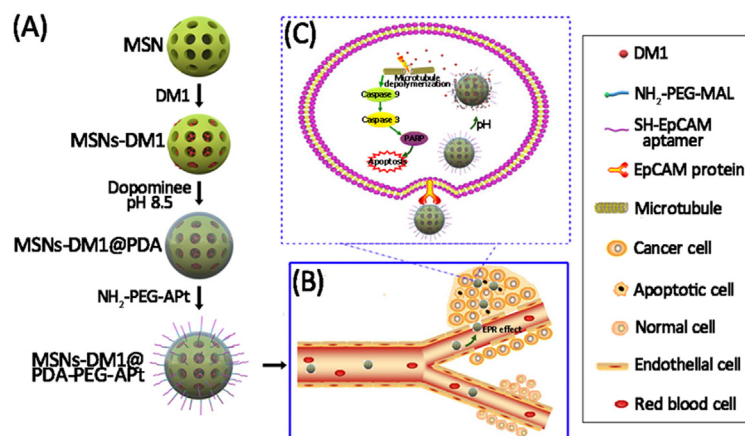 (A)
MSN
DM1
MSNs-DM1
Dopominee
pH 8.5
MSNs-DM1@PDA
NH₂-PEG-APt
MSNs-DM1@
PDA-PEG-APt
(C)
Microtubule
depolymerization
Caspase 9
Caspase 3
PARP
Apoptosis
pH
(B)
EPR effect
DM1
NH₂-PEG-MAL
SH-EpCAM
aptamer
EpCAM protein
Microtubule
Cancer cell
Apoptotic cell
Normal cell
Endothellal cell
Red blood cell